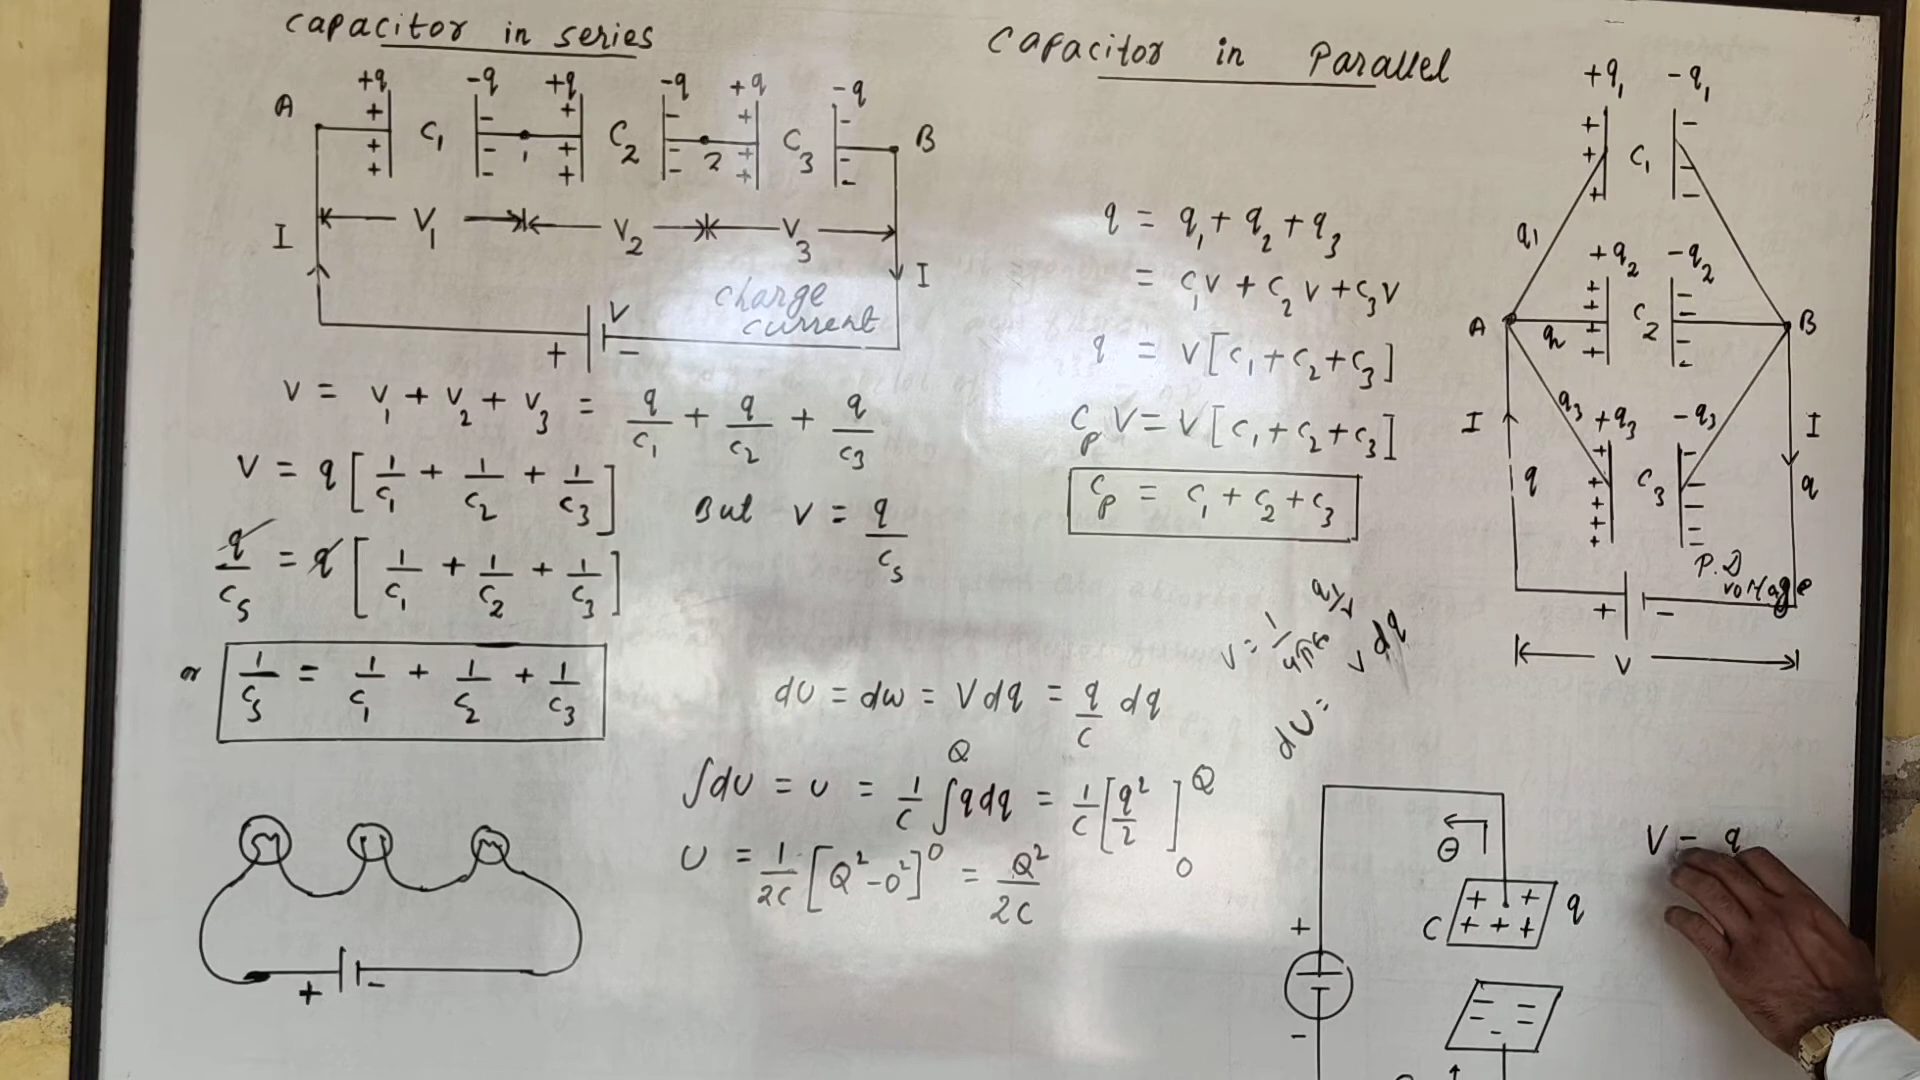 Capacitor in series
+q -q +q -q +q -q
A C₁ 1 C₂ 2 C₃ B
I V₁ V₂ V₃ I
charge
current
+ V -
V = V₁ + V₂ + V₃ = q/C₁ + q/C₂ + q/C₃
V = q [1/C₁ + 1/C₂ + 1/C₃]
But V = q/Cs
q/Cs = q [1/C₁ + 1/C₂ + 1/C₃]
or 1/Cs = 1/C₁ + 1/C₂ + 1/C₃
+ -
Capacitor in Parallel
q = q₁ + q₂ + q₃
= C₁V + C₂V + C₃V
q = V[C₁ + C₂ + C₃]
CpV = V[C₁ + C₂ + C₃]
Cp = C₁ + C₂ + C₃
+q₁ -q₁
C₁
q₁
+q₂ -q₂
A C₂ B
q₃ +q₃ -q₃
I C₃ I
q q
P.D
voltage
+ -
V
dU =
V dq
dU = dw = Vdq = q/C dq
∫dU = U = 1/C ∫ᵠ qdq = 1/C [q²/2]₀ᵠ
U = 1/2C [Q² - 0²] = Q²/2C
V = q
+ -
C + + + + + q